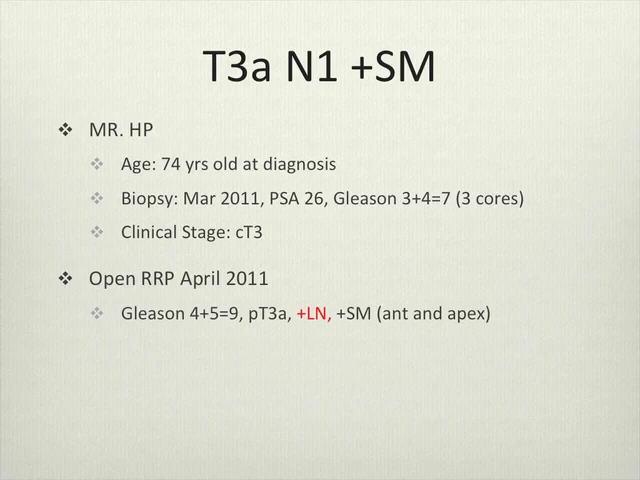 T3a N1 +SM
MR. HP
Age: 74 yrs old at diagnosis
Biopsy: Mar 2011, PSA 26, Gleason 3+4=7 (3 cores)
Clinical Stage: cT3
Open RRP April 2011
Gleason 4+5=9, pT3a, +LN, +SM (ant and apex)